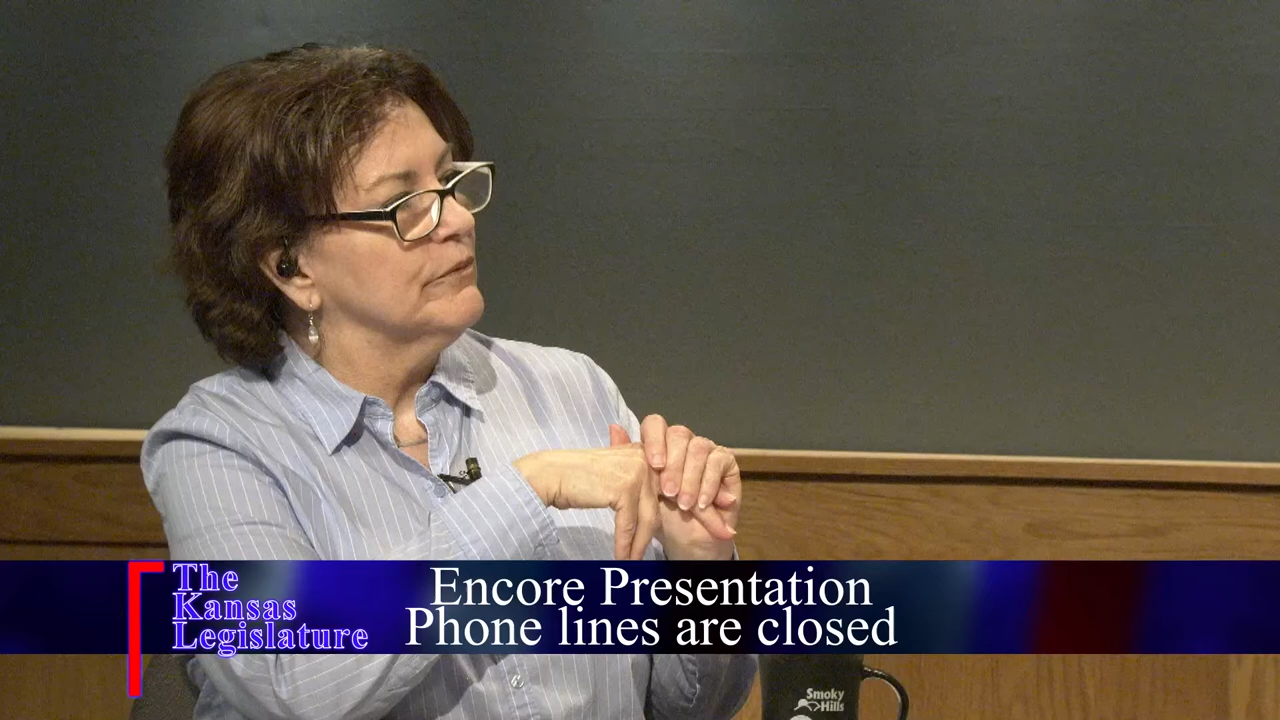 The
Kansas
Legislature
Encore Presentation
Phone lines are closed
Smoky
Hills